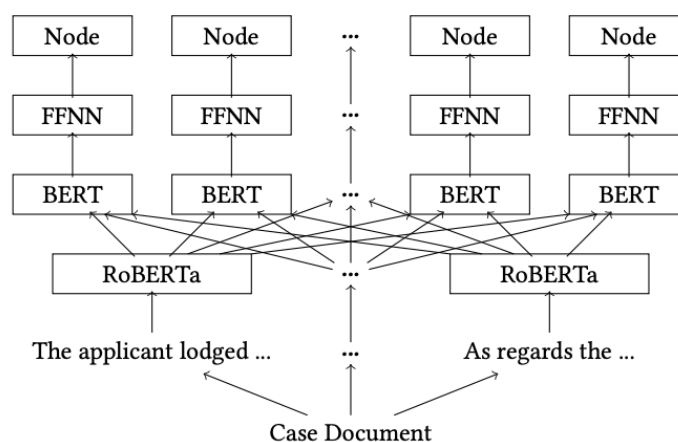 Node Node ... Node Node
FFNN FFNN ... FFNN FFNN
BERT BERT ... BERT BERT
RoBERTa ... RoBERTa
The applicant lodged ... ... As regards the ...
Case Document